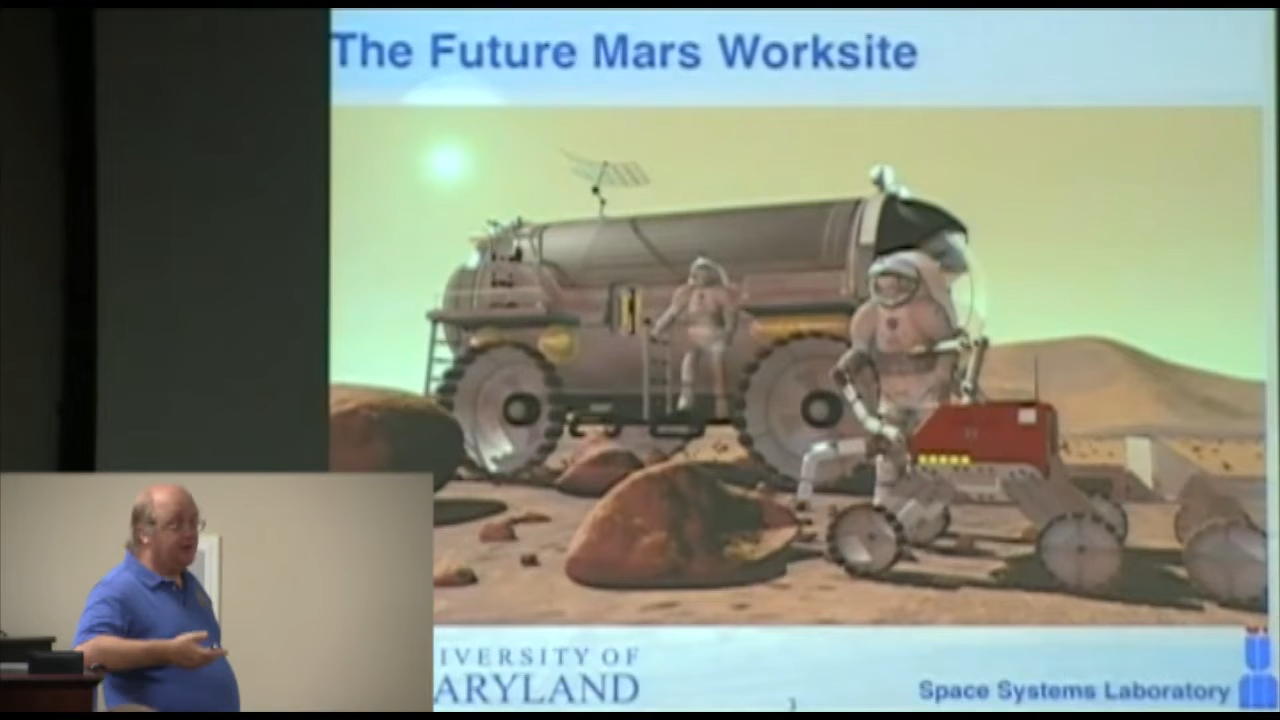 The Future Mars Worksite
IVERSITY OF
ARYLAND
Space Systems Laboratory